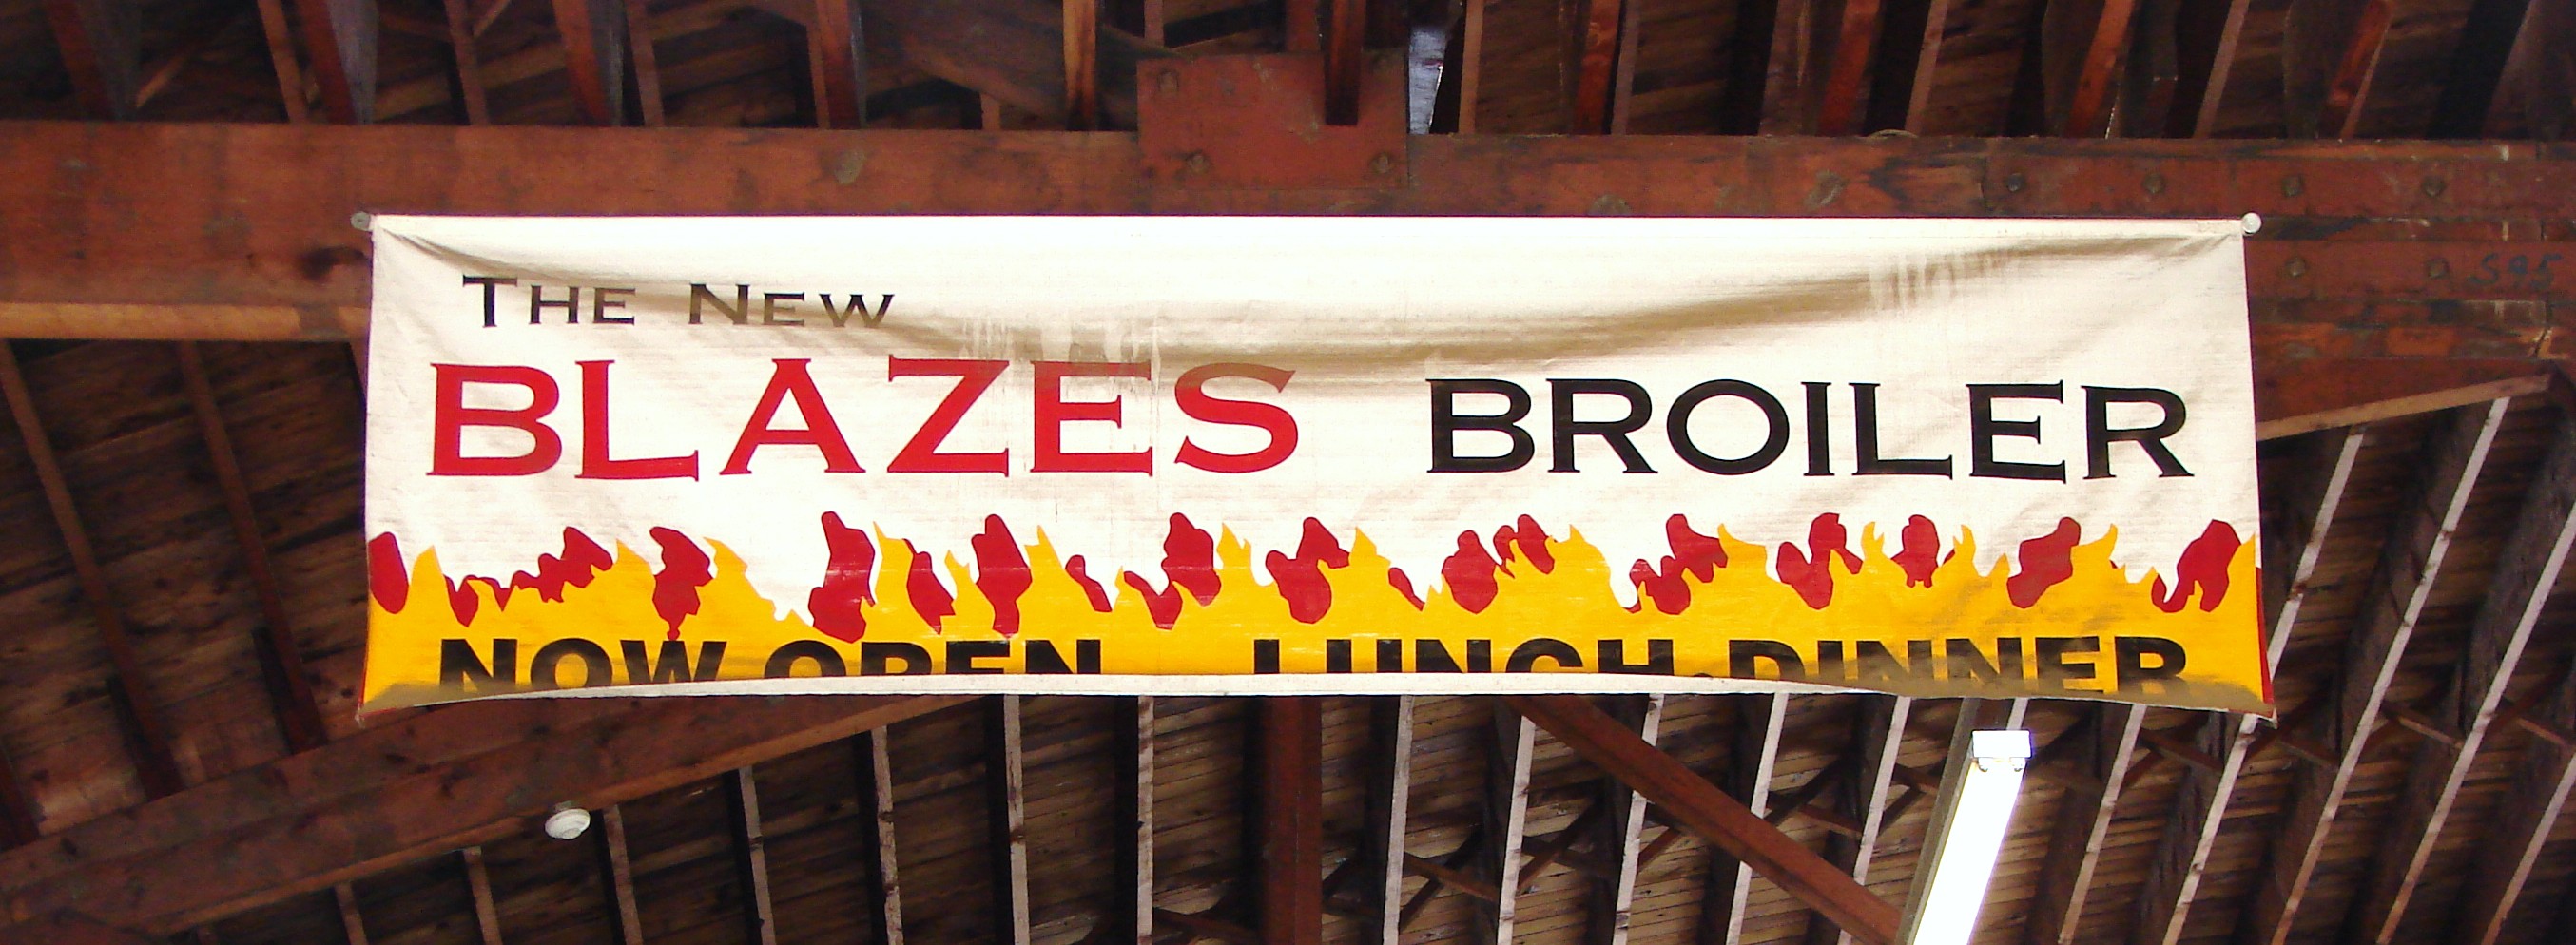 The New
BLAZES BROILER
NOW OPEN LUNCH-DINNER